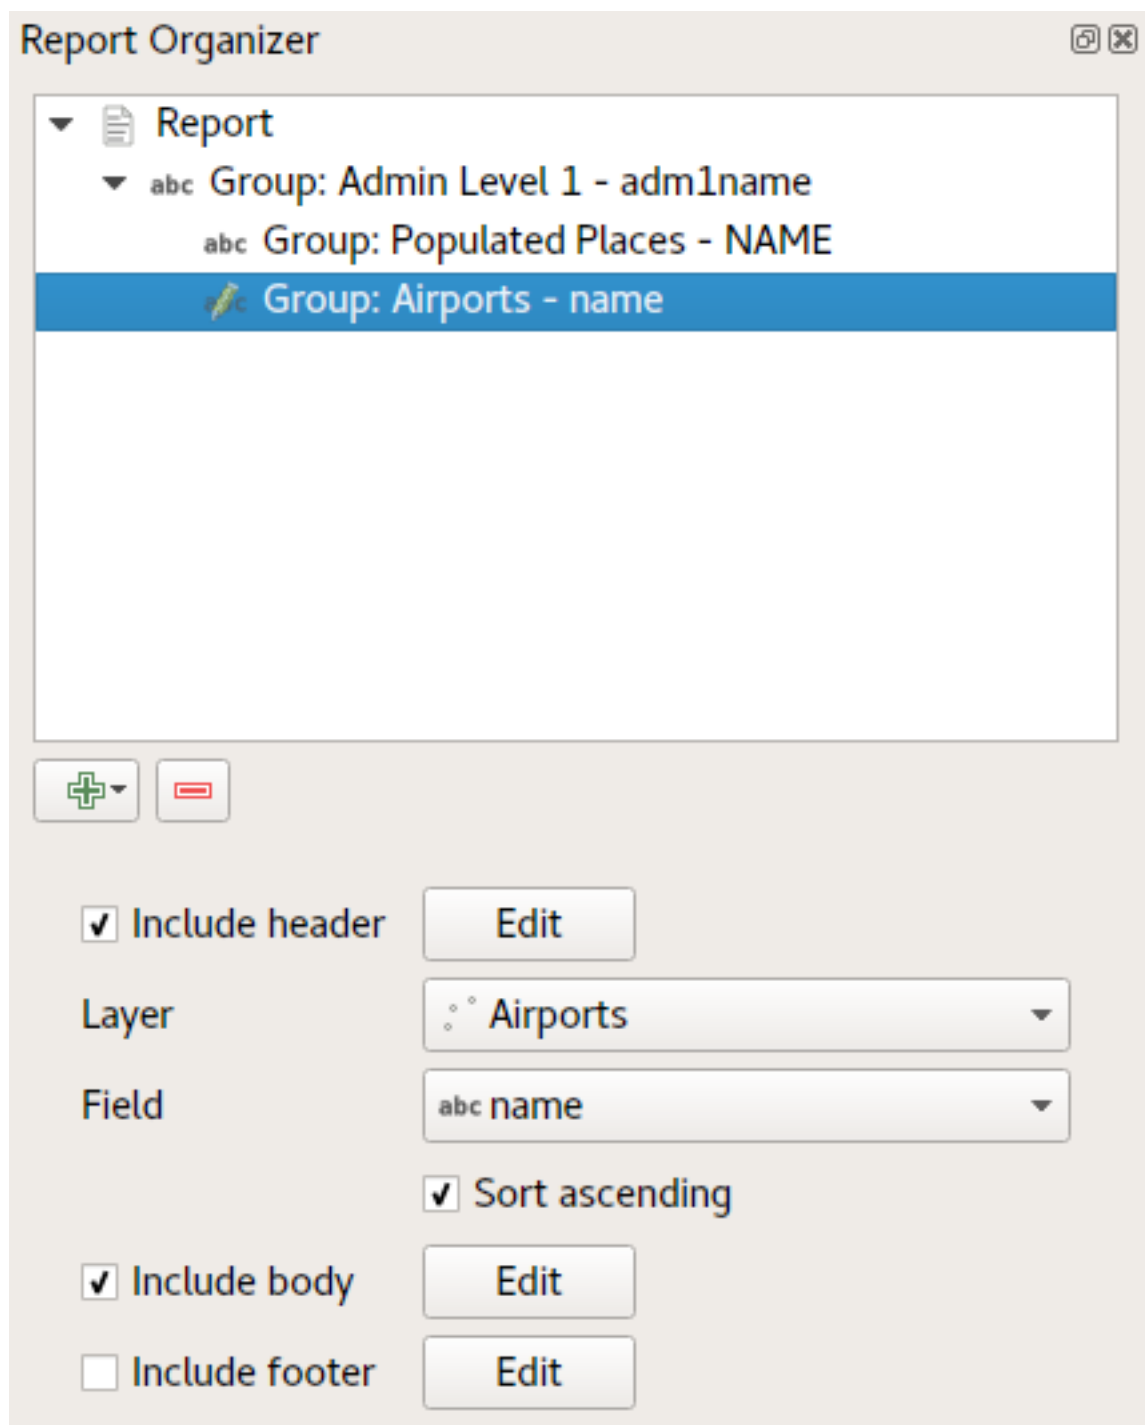 Report Organizer
Report
abc Group: Admin Level 1 - adm1name
abc Group: Populated Places - NAME
Group: Airports - name
Include header Edit
Layer Airports
Field abc name
Sort ascending
Include body Edit
Include footer Edit